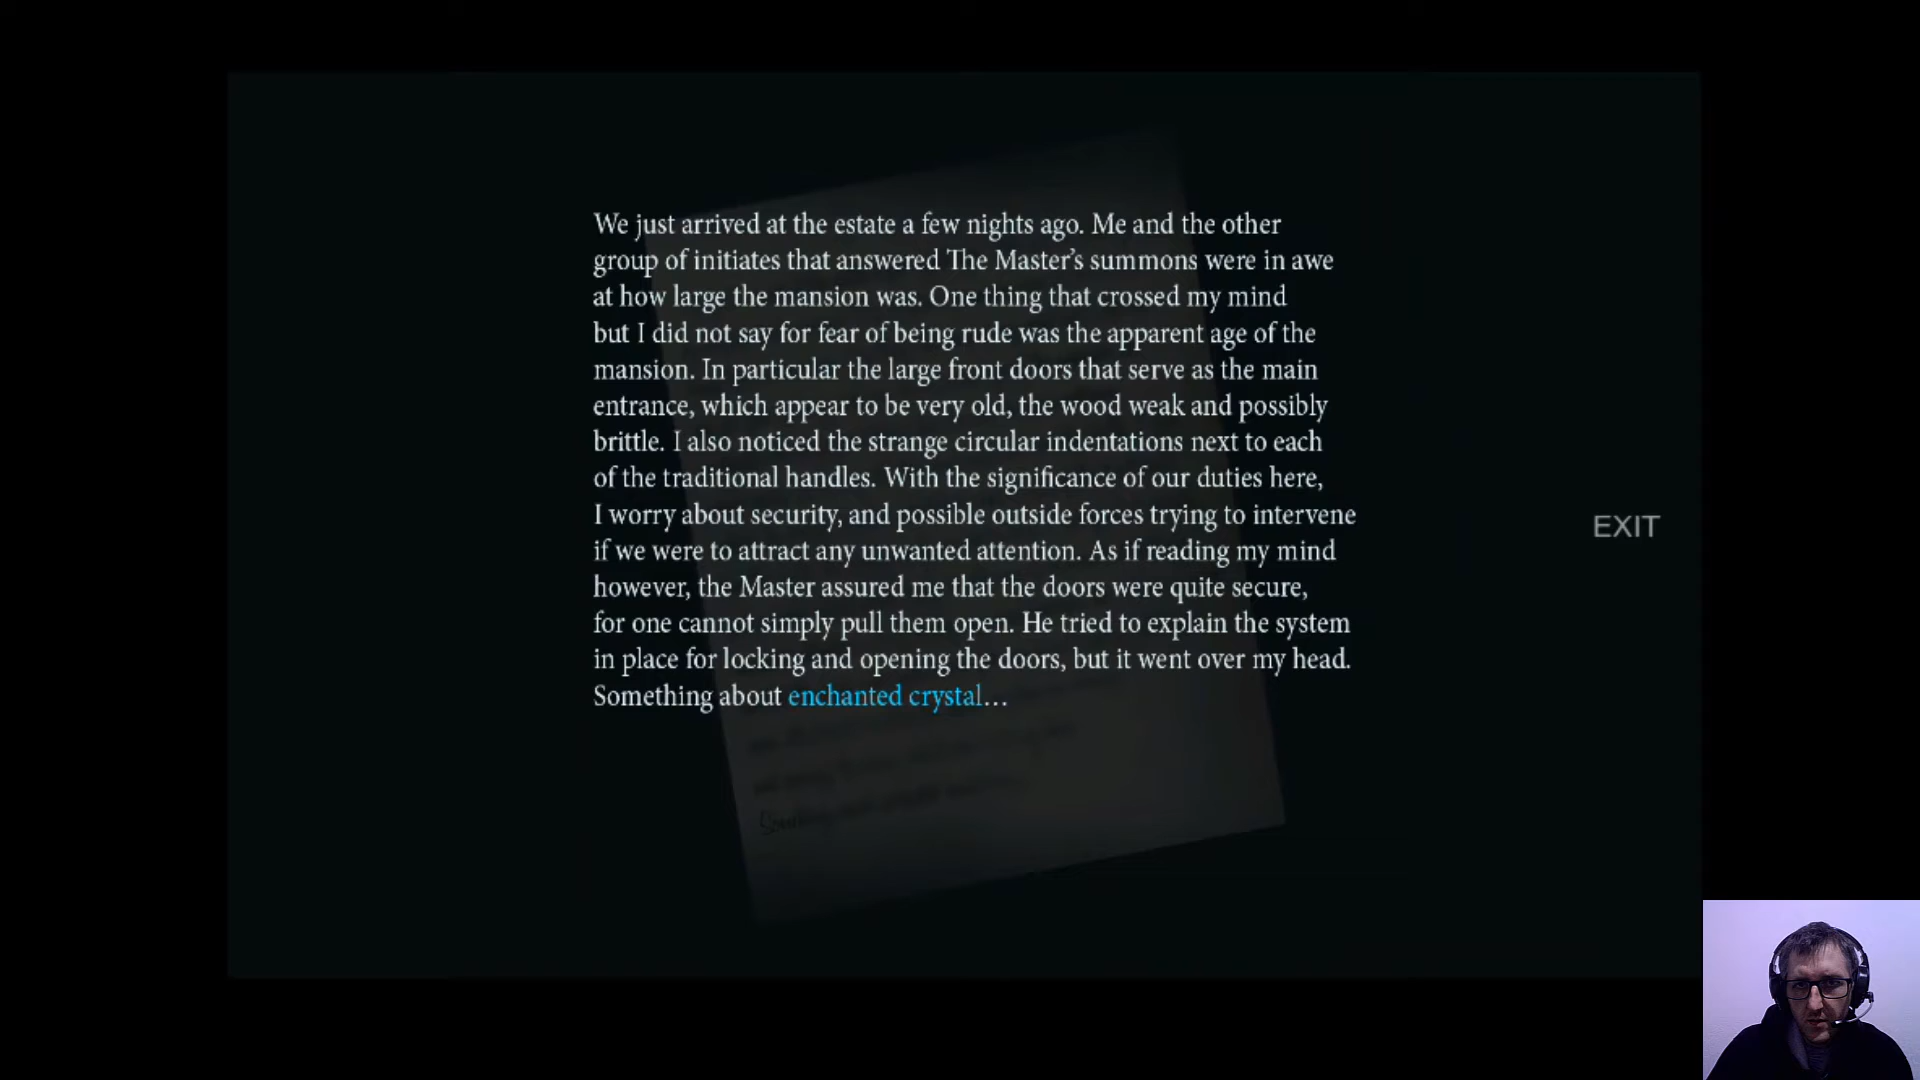 We just arrived at the estate a few nights ago. Me and the other
group of initiates that answered The Master's summons were in awe
at how large the mansion was. One thing that crossed my mind
but I did not say for fear of being rude was the apparent age of the
mansion. In particular the large front doors that serve as the main
entrance, which appear to be very old, the wood weak and possibly
brittle. I also noticed the strange circular indentations next to each
of the traditional handles. With the significance of our duties here,
I worry about security, and possible outside forces trying to intervene
if we were to attract any unwanted attention. As if reading my mind
however, the Master assured me that the doors were quite secure,
for one cannot simply pull them open. He tried to explain the system
in place for locking and opening the doors, but it went over my head.
Something about enchanted crystal...
EXIT